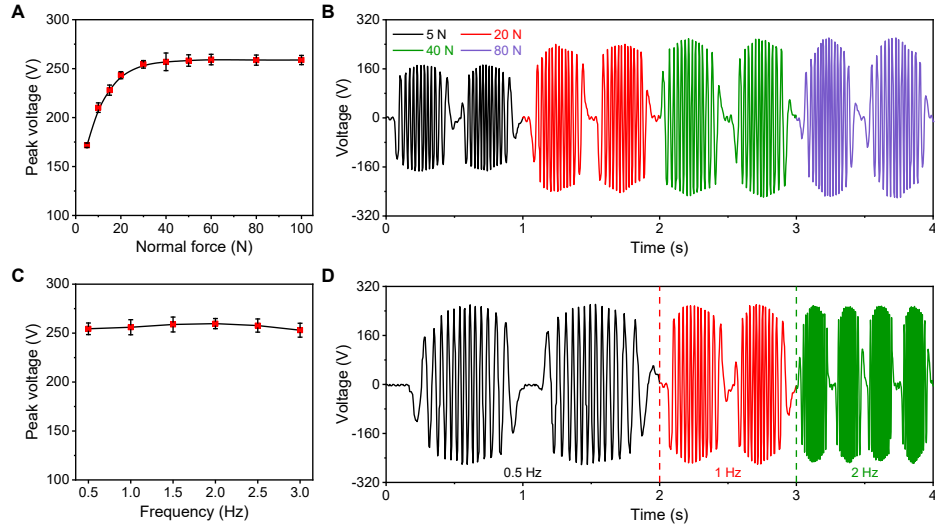 A
Peak voltage (V)
300
250
200
150
100
0
20
40
60
80
100
Normal force (N)
B
Voltage (V)
320
160
0
-160
-320
5 N
20 N
40 N
80 N
0
1
2
3
4
Time (s)
C
Peak voltage (V)
300
250
200
150
100
0.5
1.0
1.5
2.0
2.5
3.0
Frequency (Hz)
D
Voltage (V)
320
160
0
-160
-320
0.5 Hz
1 Hz
2 Hz
0
1
2
3
4
Time (s)